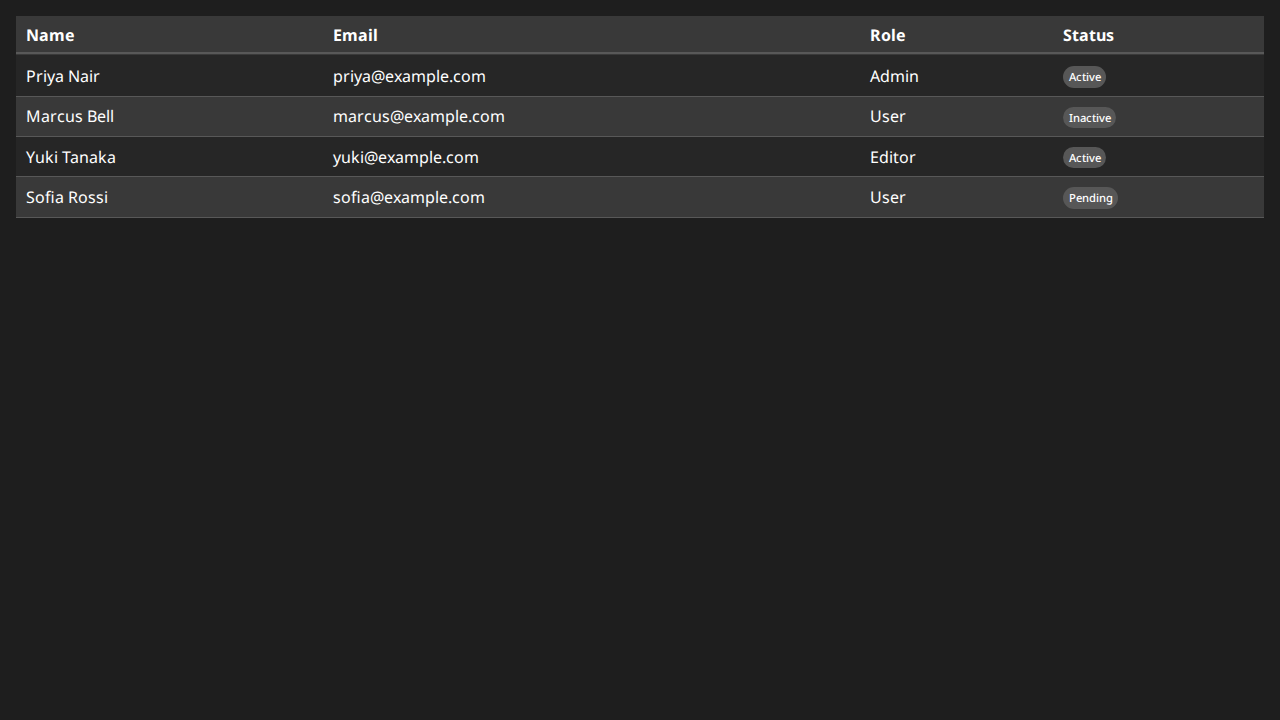 Name Email Role Status
Priya Nair priya@example.com Admin Active
Marcus Bell marcus@example.com User Inactive
Yuki Tanaka yuki@example.com Editor Active
Sofia Rossi sofia@example.com User Pending